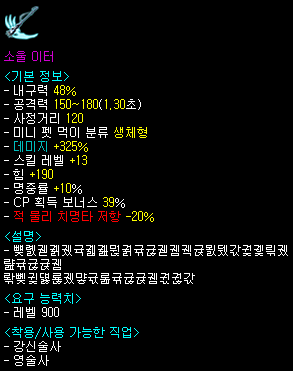 소울 이터
<기본 정보>
- 내구력 48%
- 공격력 150~180(1,30초)
- 사정거리 120
- 미니 펫 먹이 분류 생체형
- 데미지 +325%
- 스킬 레벨 +13
- 힘 +190
- 명중률 +10%
- CP 획득 보너스 39%
- 적 물리 치명타 저항 -20%
<설명>
<요구 능력치>
- 레벨 900
<착용/사용 가능한 직업>
- 강신술사
- 영술사